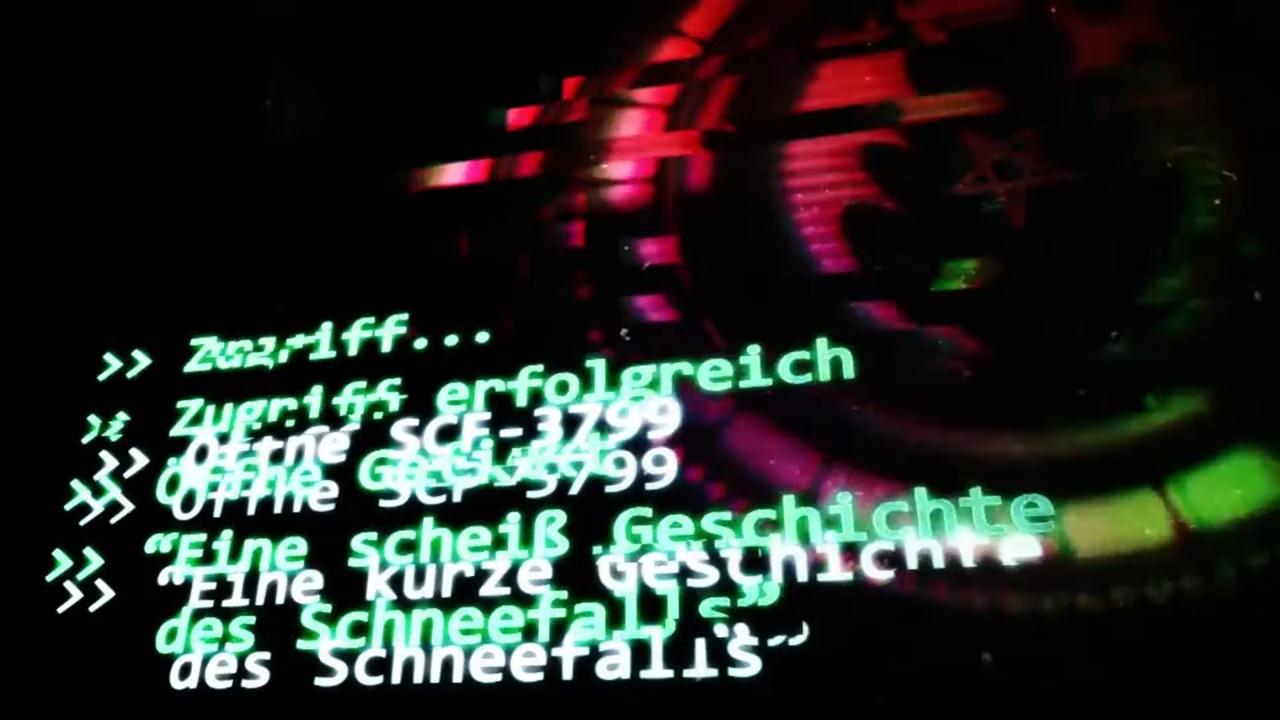 >> Zugriff...
>> Zugriff erfolgreich
>> Öffne SCF-3799
>> Öffne
>> Öffne SCF-3799
>> “Eine scheiß Geschichte
>> “Eine kurze Geschichte
des Schneefalls”
des Schneefalls”